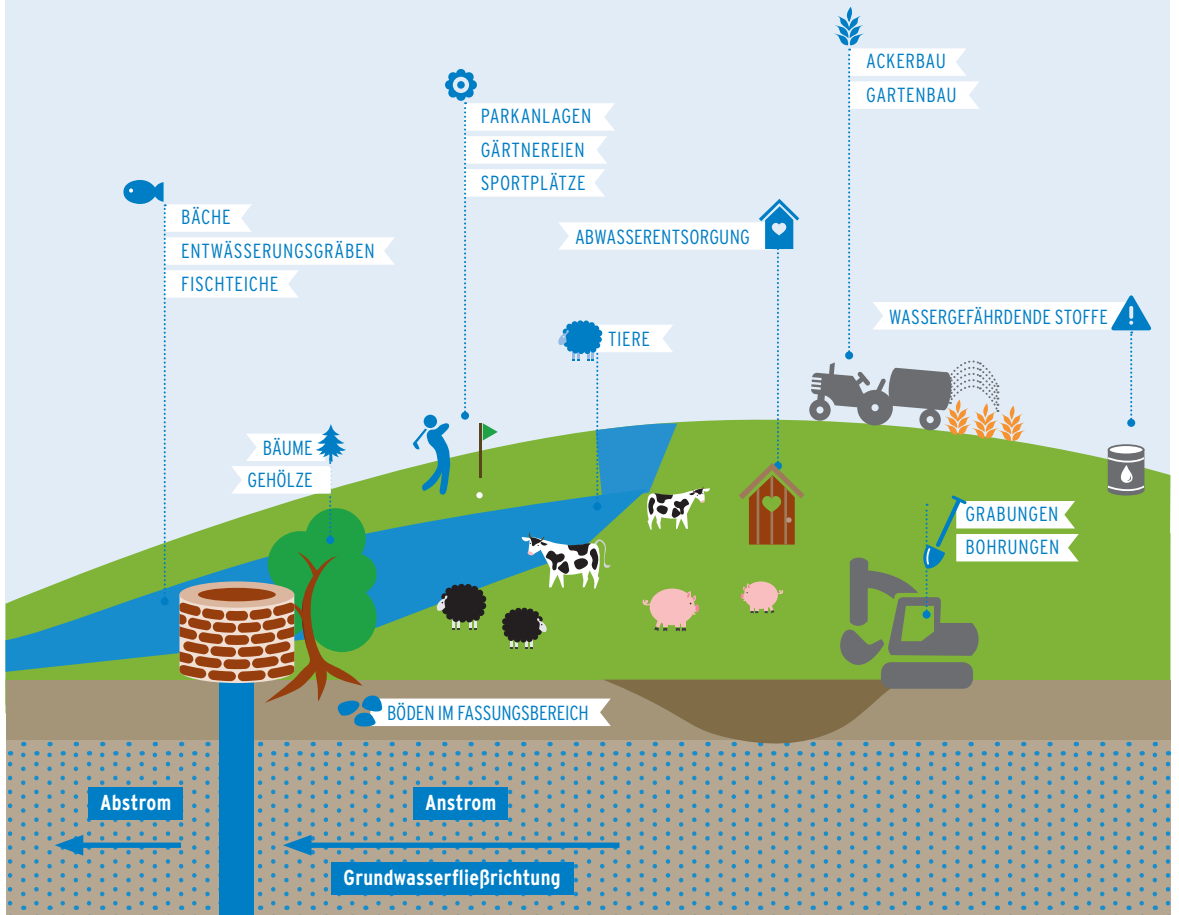 ACKERBAU
GARTENBAU
PARKANLAGEN
GÄRTNEREIEN
SPORTPLÄTZE
BÄCHE
ENTWÄSSERUNGSGRÄBEN
FISCHTEICHE
ABWASSERENTSORGUNG
WASSERGEFÄHRDENDE STOFFE
TIERE
BÄUME
GEHÖLZE
GRABUNGEN
BOHRUNGEN
BÖDEN IM FASSUNGSBEREICH
Abstrom
Anstrom
Grundwasserfließrichtung